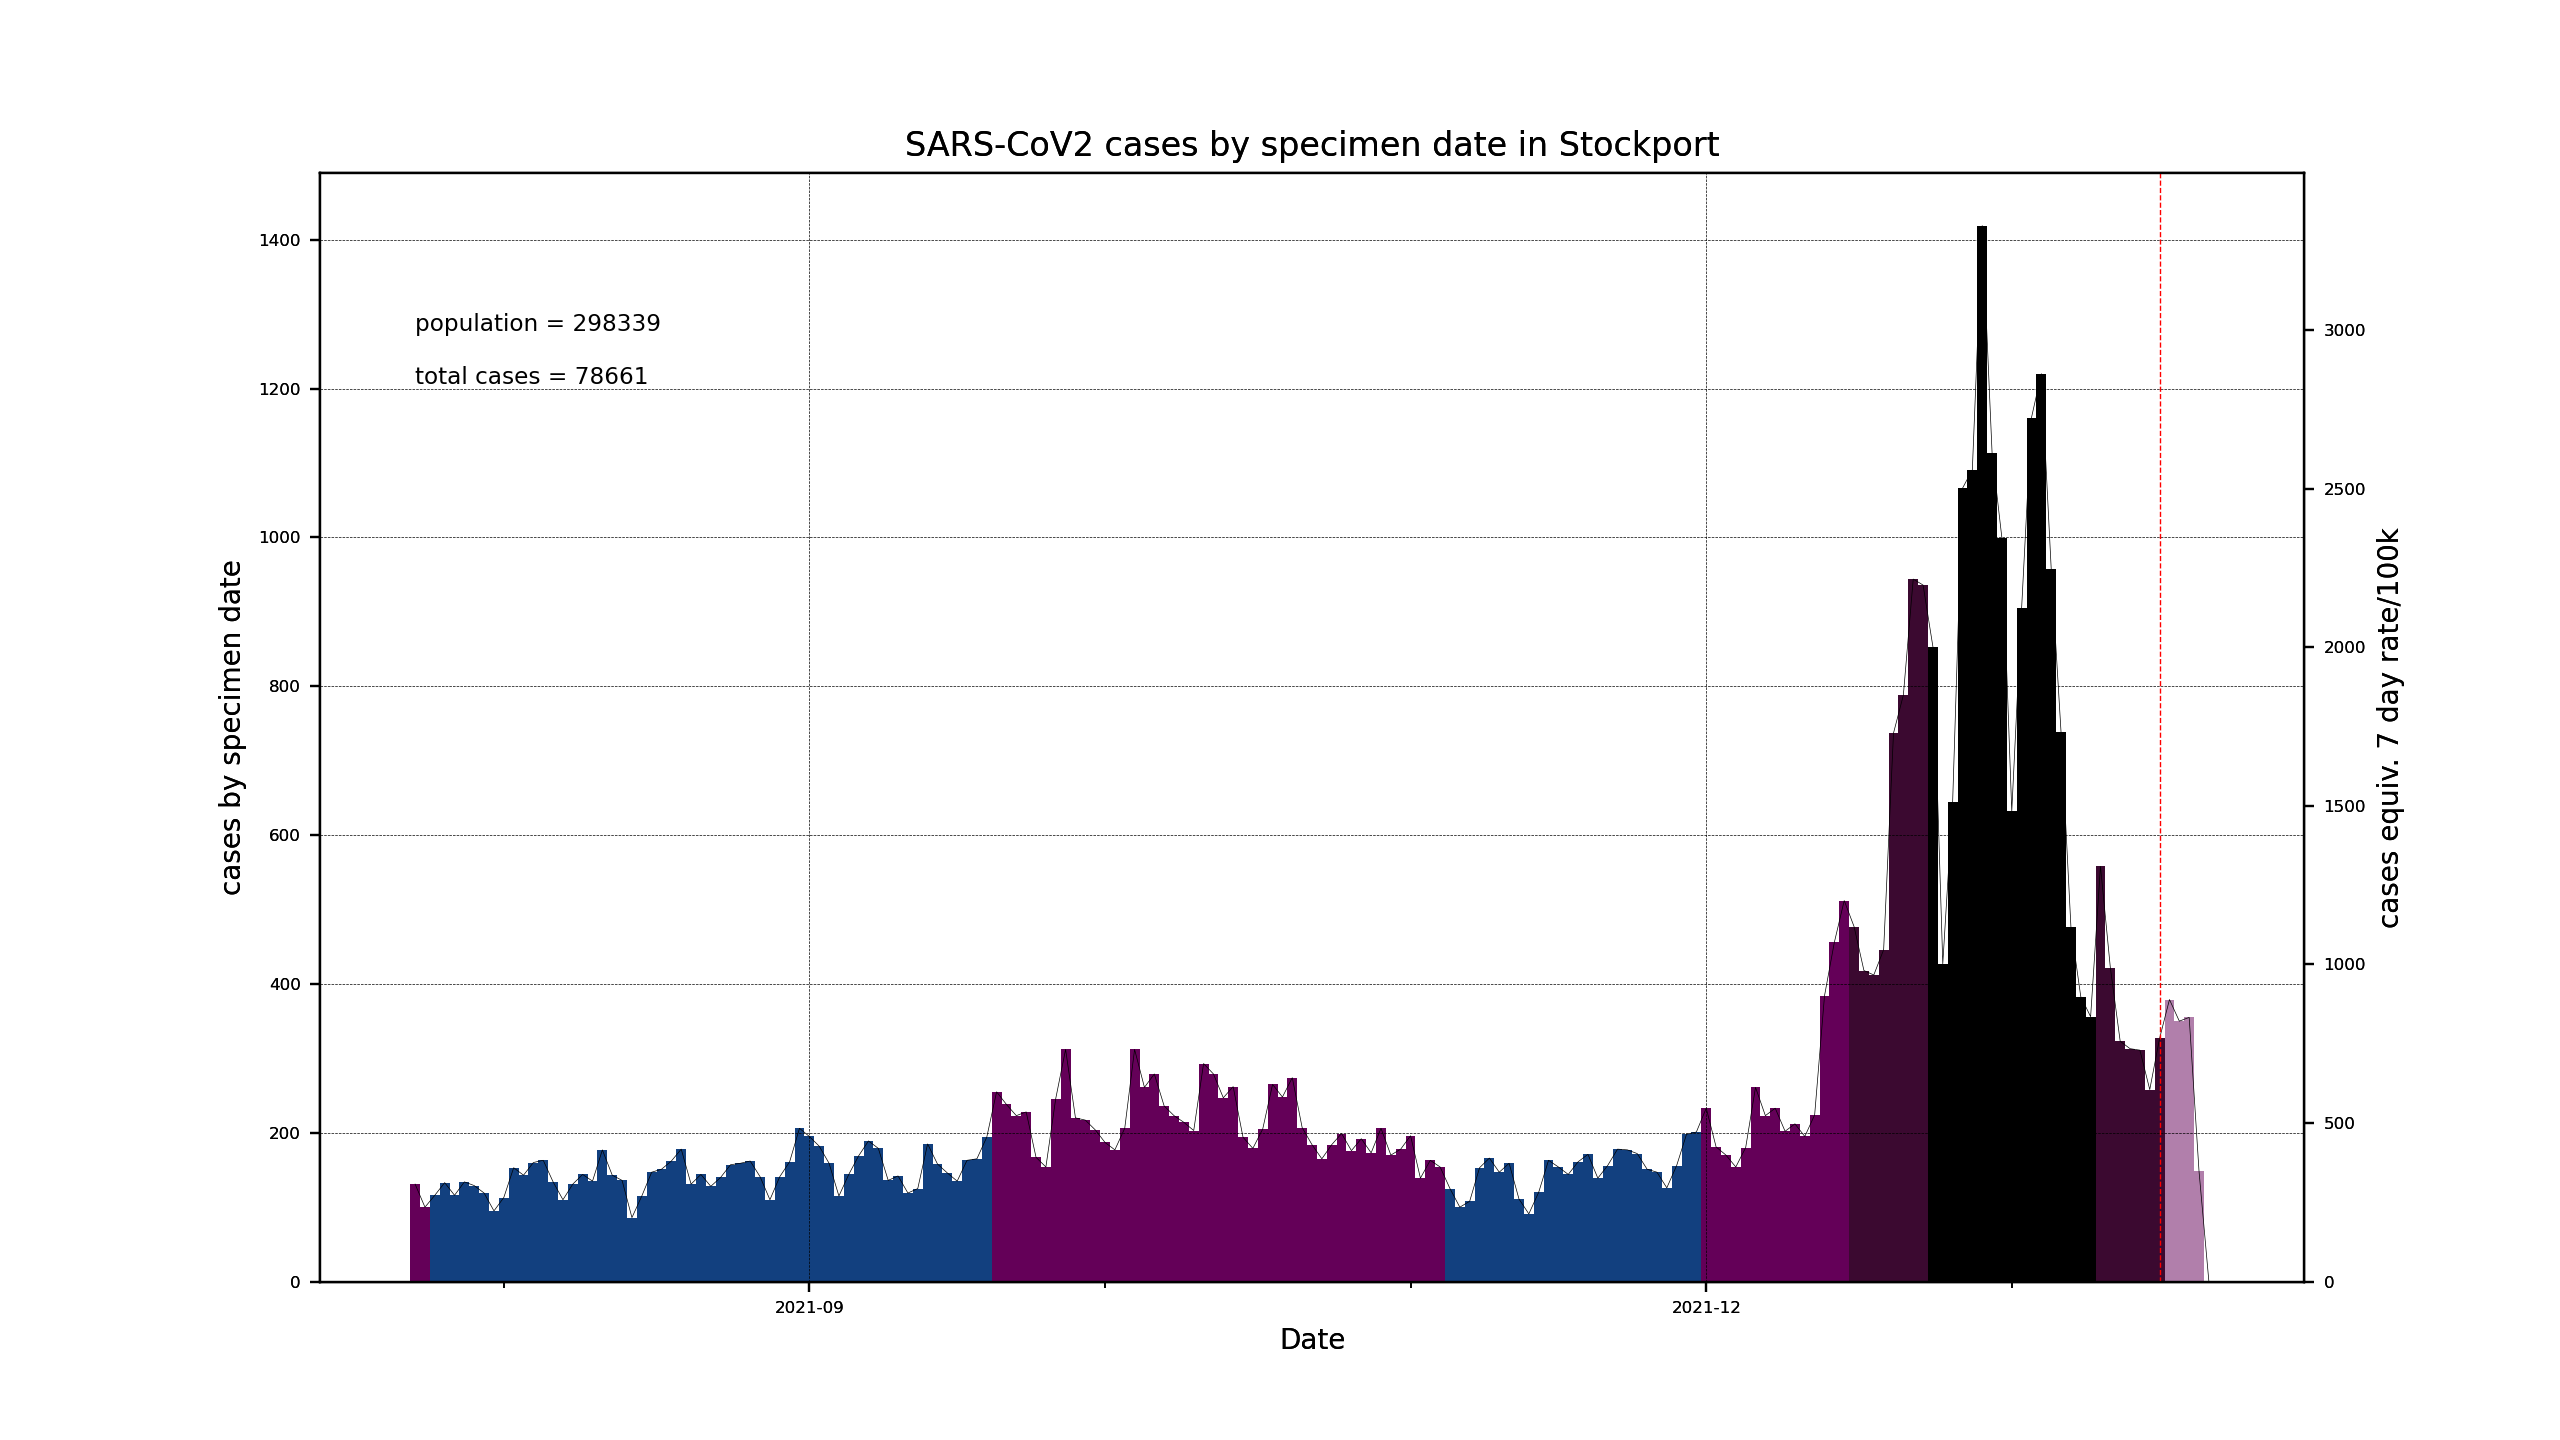 SARS-CoV2 cases by specimen date in Stockport
population = 298339
total cases = 78661
cases by specimen date
1400
1200
1000
800
600
400
200
0
3000
2500
2000
1500
1000
500
0
cases equiv. 7 day rate/100k
2021-09
2021-12
Date